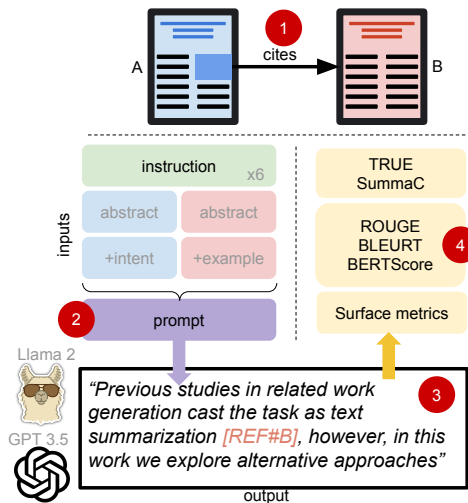 1
A
cites
B
instruction
x6
inputs
abstract
abstract
+intent
+example
2
prompt
TRUE
SummaC
ROUGE
BLEURT
BERTScore
4
Surface metrics
Llama 2
GPT 3.5
“Previous studies in related work
generation cast the task as text
summarization [REF#B], however, in this
work we explore alternative approaches”
3
output